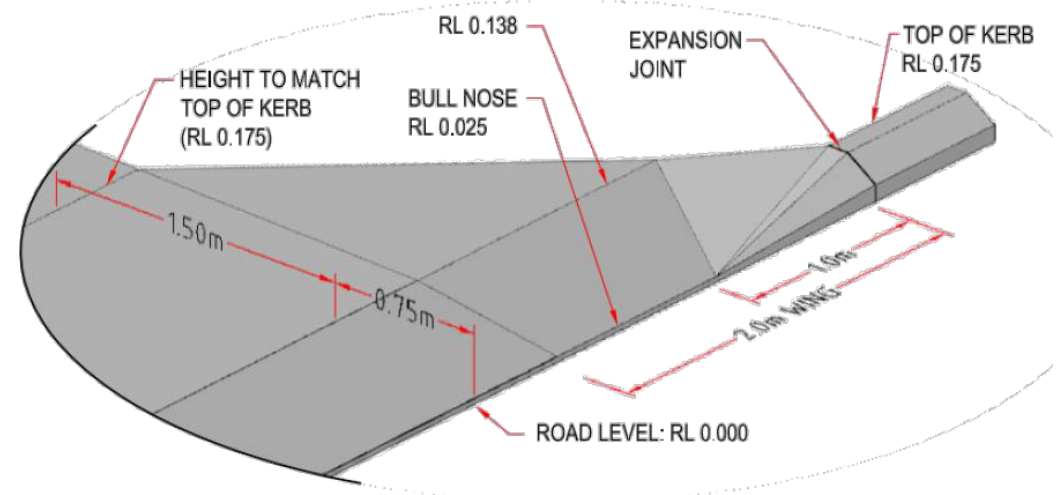 RL 0.138
EXPANSION
JOINT
TOP OF KERB
RL 0.175
HEIGHT TO MATCH
TOP OF KERB
(RL 0.175)
BULL NOSE
RL 0.025
1.50m
0.75m
1.0m
2.0m WING
ROAD LEVEL: RL 0.000